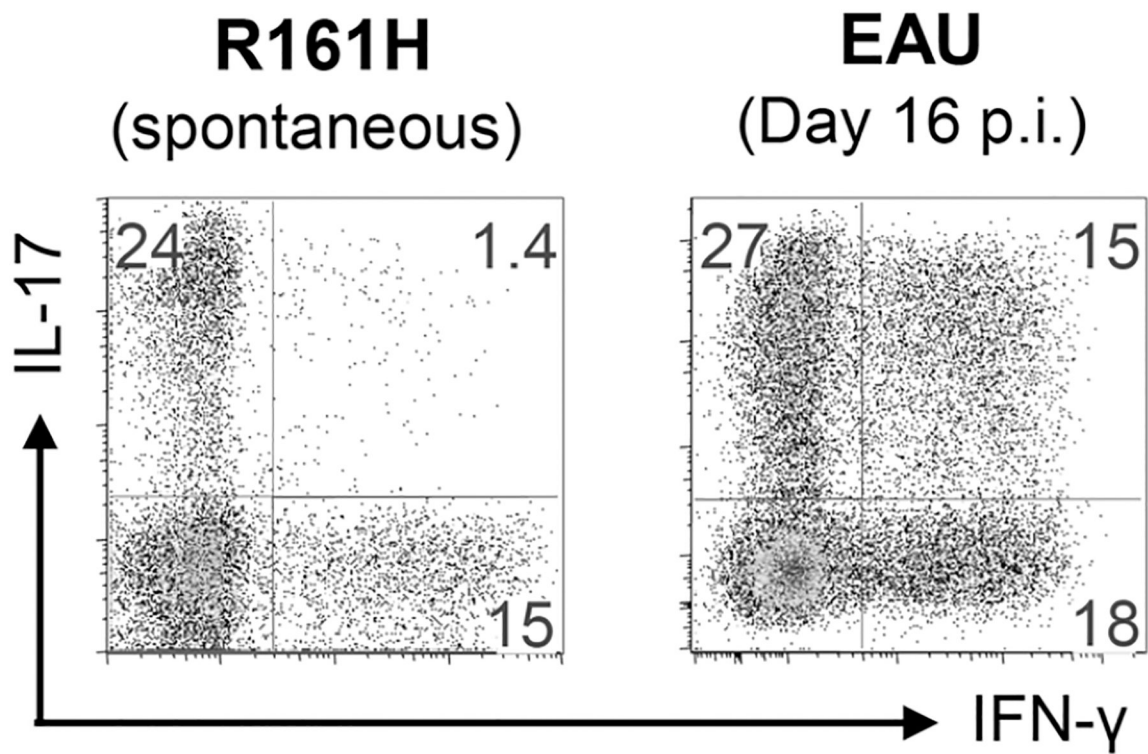 R161H
(spontaneous)
EAU
(Day 16 p.i.)
IL-17
24
1.4
15
27
15
18
IFN-γ